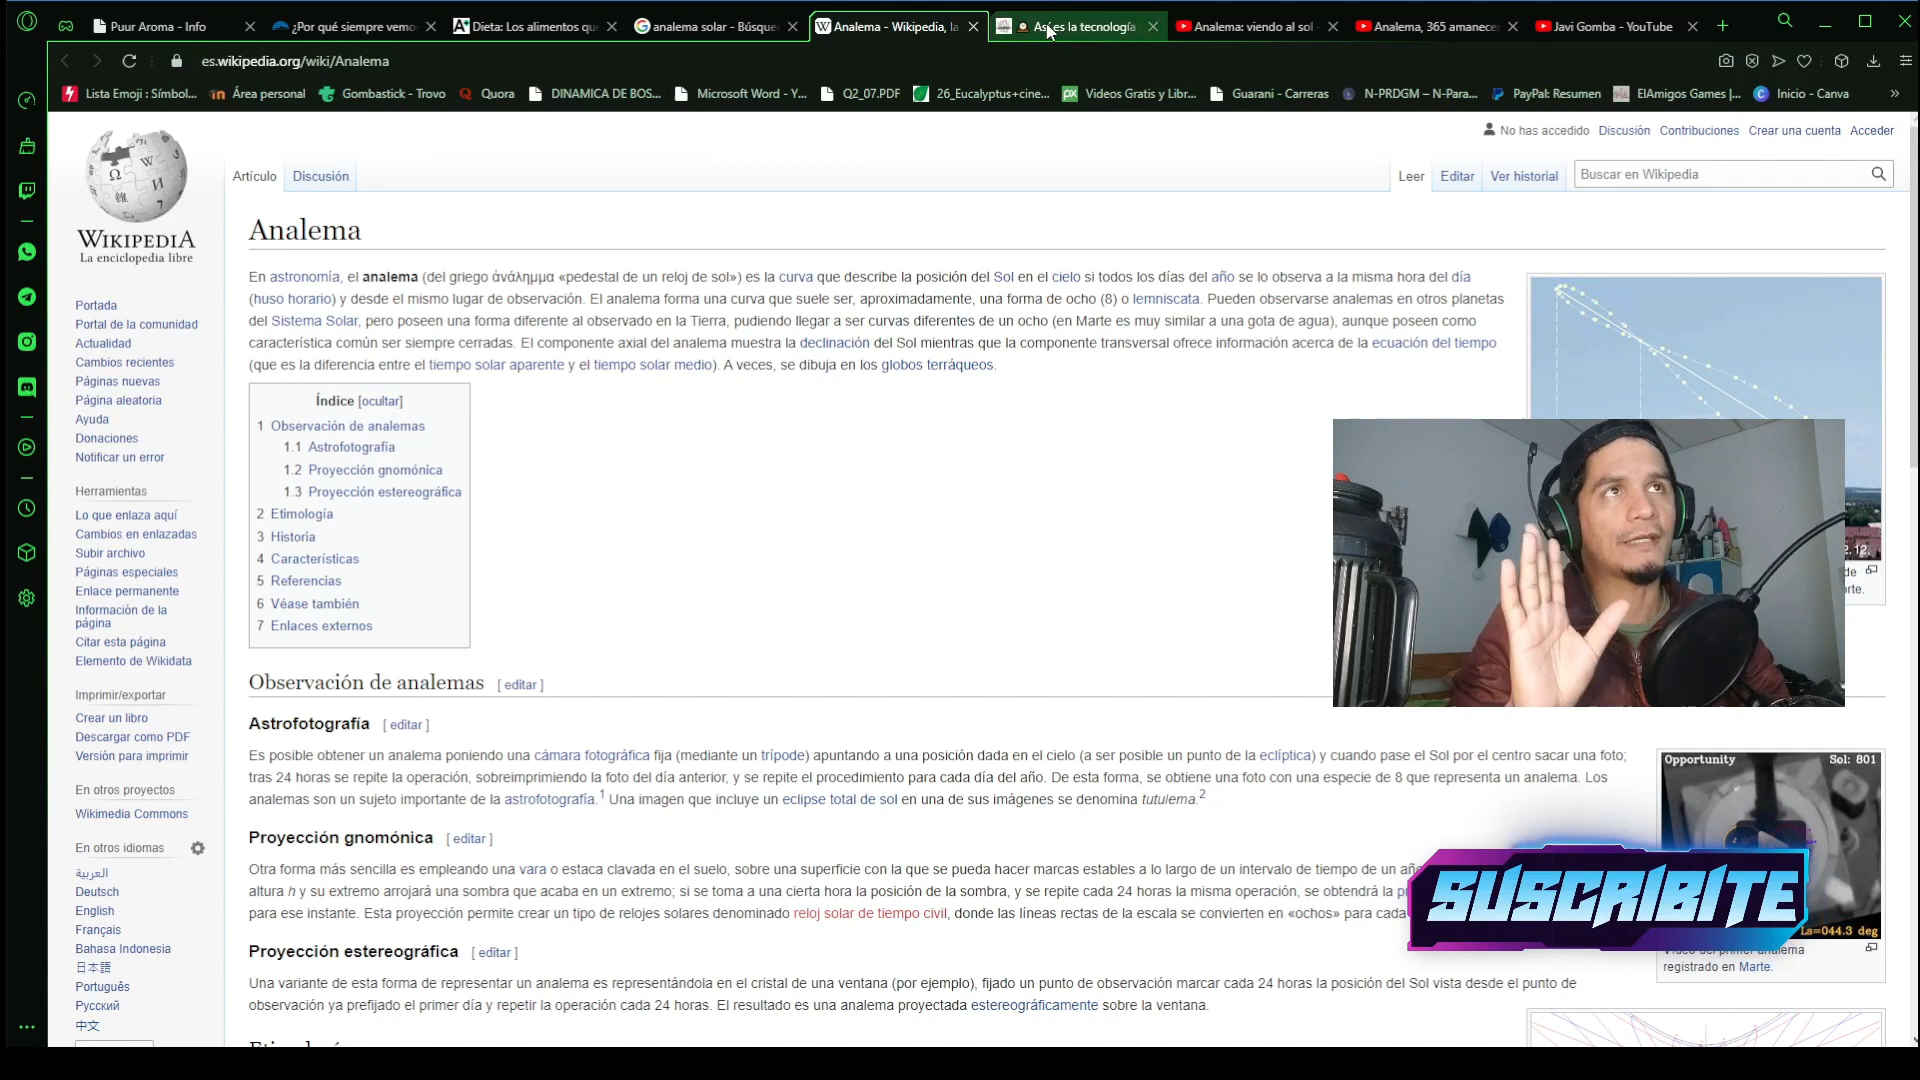 Puur Aroma - Info
¿Por qué siempre vemo
Dieta: Los alimentos qu
analema solar - Búsque
Analema - Wikipedia, la
Así es la tecnología
Analema: viendo al sol -
Analema, 365 amanece
Javi Gomba - YouTube
es.wikipedia.org/wiki/Analema
Lista Emoji : Símbol...
Área personal
Gombastick - Trovo
Quora
DINAMICA DE BOS...
Microsoft Word - Y...
Q2_07.PDF
26_Eucalyptus+cine...
Videos Gratis y Libr...
Guarani - Carreras
N-PRDGM – N-Para...
PayPal: Resumen
ElAmigos Games |...
Inicio - Canva
WIKIPEDIA
La enciclopedia libre
No has accedido Discusión Contribuciones Crear una cuenta Acceder
Artículo Discusión
Leer Editar Ver historial Buscar en Wikipedia
Portada
Portal de la comunidad
Actualidad
Cambios recientes
Páginas nuevas
Página aleatoria
Ayuda
Donaciones
Notificar un error
Herramientas
Lo que enlaza aquí
Cambios en enlazadas
Subir archivo
Páginas especiales
Enlace permanente
Información de la
página
Citar esta página
Elemento de Wikidata
Imprimir/exportar
Crear un libro
Descargar como PDF
Versión para imprimir
En otros proyectos
Wikimedia Commons
En otros idiomas
العربية
Deutsch
English
Français
Bahasa Indonesia
日本語
Português
Русский
中文
Analema
En astronomía, el analema (del griego ἀνάλημμα «pedestal de un reloj de sol») es la curva que describe la posición del Sol en el cielo si todos los días del año se lo observa a la misma hora del día
(huso horario) y desde el mismo lugar de observación. El analema forma una curva que suele ser, aproximadamente, una forma de ocho (8) o lemniscata. Pueden observarse analemas en otros planetas
del Sistema Solar, pero poseen una forma diferente al observado en la Tierra, pudiendo llegar a ser curvas diferentes de un ocho (en Marte es muy similar a una gota de agua), aunque poseen como
característica común ser siempre cerradas. El componente axial del analema muestra la declinación del Sol mientras que la componente transversal ofrece información acerca de la ecuación del tiempo
(que es la diferencia entre el tiempo solar aparente y el tiempo solar medio). A veces, se dibuja en los globos terráqueos.
Índice [ocultar]
1 Observación de analemas
1.1 Astrofotografía
1.2 Proyección gnomónica
1.3 Proyección estereográfica
2 Etimología
3 Historia
4 Características
5 Referencias
6 Véase también
7 Enlaces externos
2. 12.
de
orte.
Observación de analemas [ editar ]
Astrofotografía [ editar ]
Es posible obtener un analema poniendo una cámara fotográfica fija (mediante un trípode) apuntando a una posición dada en el cielo (a ser posible un punto de la eclíptica) y cuando pase el Sol por el centro sacar una foto;
tras 24 horas se repite la operación, sobreimprimiendo la foto del día anterior, y se repite el procedimiento para cada día del año. De esta forma, se obtiene una foto con una especie de 8 que representa un analema. Los
analemas son un sujeto importante de la astrofotografía.1 Una imagen que incluye un eclipse total de sol en una de sus imágenes se denomina tutulema.2
Proyección gnomónica [ editar ]
Otra forma más sencilla es empleando una vara o estaca clavada en el suelo, sobre una superficie con la que se pueda hacer marcas estables a lo largo de un intervalo de tiempo de un añ
altura h y su extremo arrojará una sombra que acaba en un extremo; si se toma a una cierta hora la posición de la sombra, y se repite cada 24 horas la misma operación, se obtendrá la p
para ese instante. Esta proyección permite crear un tipo de relojes solares denominado reloj solar de tiempo civil, donde las líneas rectas de la escala se convierten en «ochos» para cada
Proyección estereográfica [ editar ]
Una variante de esta forma de representar un analema es representándola en el cristal de una ventana (por ejemplo), fijado un punto de observación marcar cada 24 horas la posición del Sol vista desde el punto de
observación ya prefijado el primer día y repetir la operación cada 24 horas. El resultado es una analema proyectada estereográficamente sobre la ventana.
Opportunity Sol: 801
Ls=044.3 deg
SUSCRIBITE
Video del primer analema
registrado en Marte.